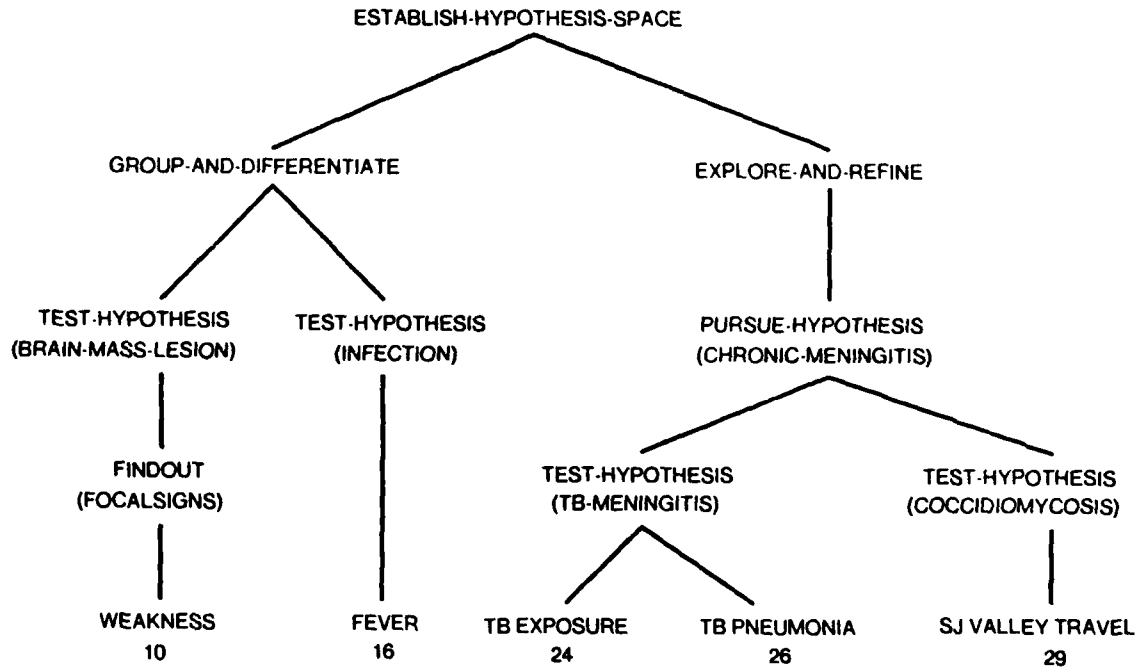 ESTABLISH-HYPOTHESIS-SPACE
GROUP-AND-DIFFERENTIATE
EXPLORE-AND-REFINE
TEST-HYPOTHESIS
(BRAIN-MASS-LESION)
TEST-HYPOTHESIS
(INFECTION)
PURSUE-HYPOTHESIS
(CHRONIC-MENINGITIS)
FINDOUT
(FOCALSIGNS)
TEST-HYPOTHESIS
(TB-MENINGITIS)
TEST-HYPOTHESIS
(COCCIDIOMYCOSIS)
WEAKNESS
10
FEVER
16
TB EXPOSURE
24
TB PNEUMONIA
26
SJ VALLEY TRAVEL
29